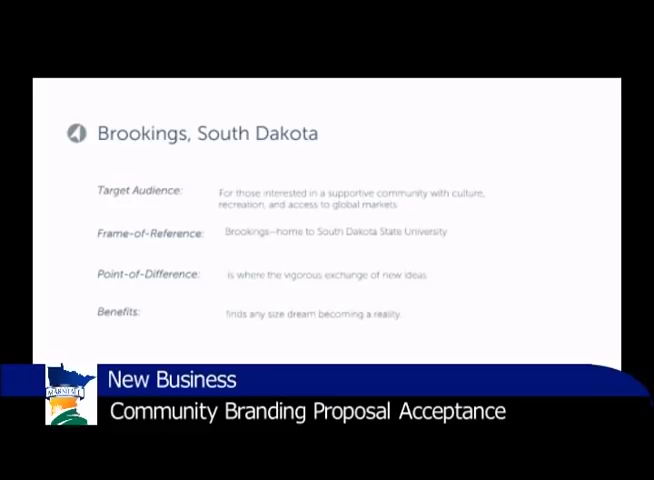 Brookings, South Dakota
Target Audience: For those interested in a supportive community with culture,
recreation, and access to global markets
Frame-of-Reference: Brookings—home to South Dakota State University
Point-of-Difference: is where the vigorous exchange of new ideas
Benefits: finds any size dream becoming a reality.
MARSHALL
New Business
Community Branding Proposal Acceptance